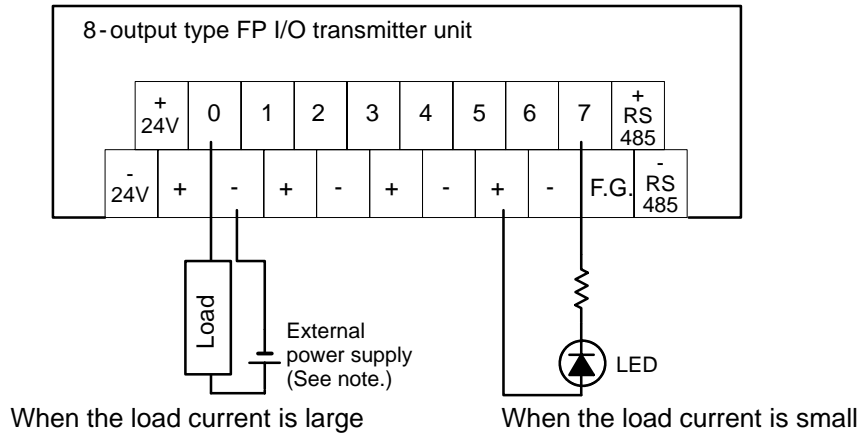 8-output type FP I/O transmitter unit
+ 24V 0 1 2 3 4 5 6 7 + RS 485
- 24V + - + - + - + - F.G. - RS 485
Load
External
power supply
(See note.)
LED
When the load current is large
When the load current is small